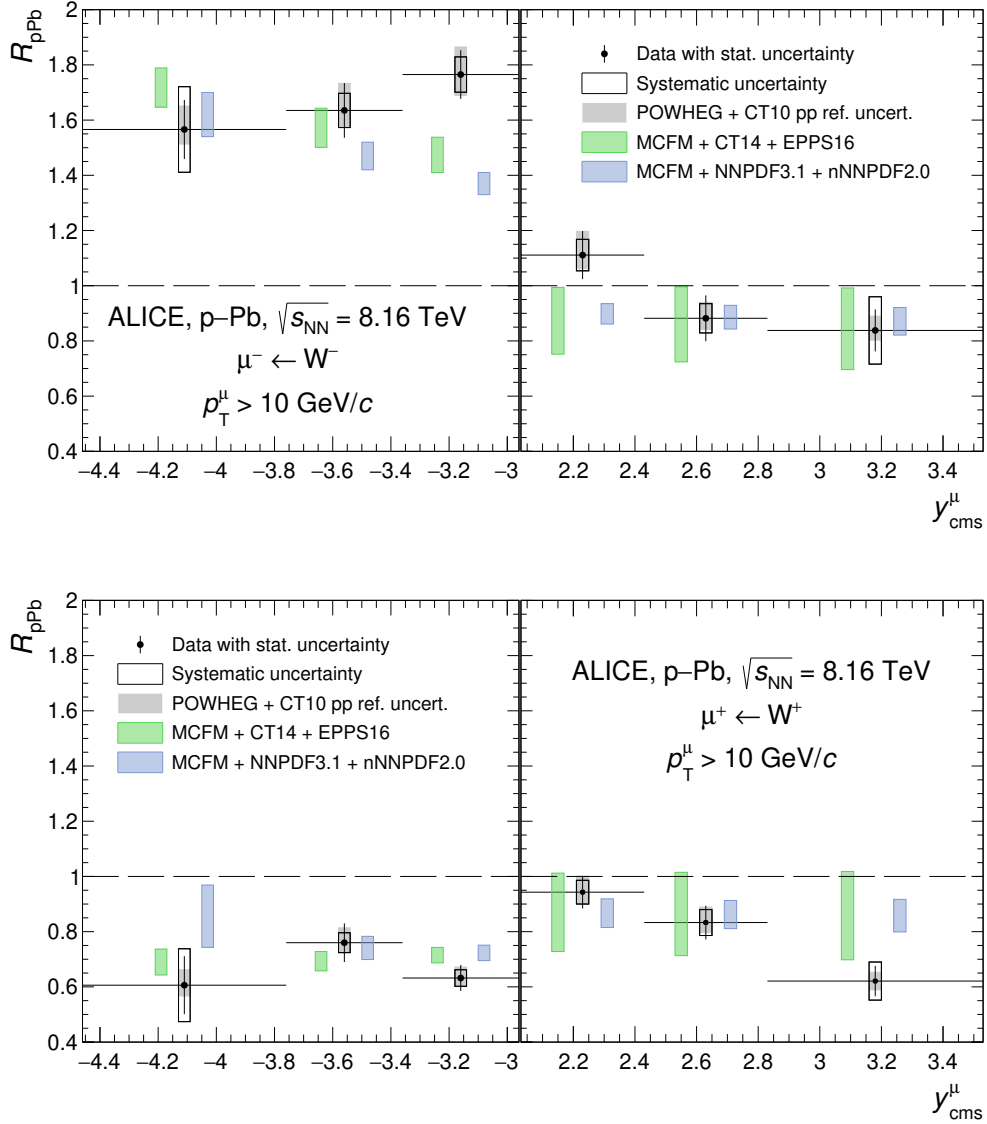 R_pPb
2
1.8
1.6
1.4
1.2
1
0.8
0.6
0.4
Data with stat. uncertainty
Systematic uncertainty
POWHEG + CT10 pp ref. uncert.
MCFM + CT14 + EPPS16
MCFM + NNPDF3.1 + nNNPDF2.0
ALICE, p–Pb, √s_NN = 8.16 TeV
μ⁻ ← W⁻
p_T^μ > 10 GeV/c
−4.4 −4.2 −4 −3.8 −3.6 −3.4 −3.2 −3 2.2 2.4 2.6 2.8 3 3.2 3.4
y_cms^μ
R_pPb
2
1.8
1.6
1.4
1.2
1
0.8
0.6
0.4
Data with stat. uncertainty
Systematic uncertainty
POWHEG + CT10 pp ref. uncert.
MCFM + CT14 + EPPS16
MCFM + NNPDF3.1 + nNNPDF2.0
ALICE, p–Pb, √s_NN = 8.16 TeV
μ⁺ ← W⁺
p_T^μ > 10 GeV/c
−4.4 −4.2 −4 −3.8 −3.6 −3.4 −3.2 −3 2.2 2.4 2.6 2.8 3 3.2 3.4
y_cms^μ